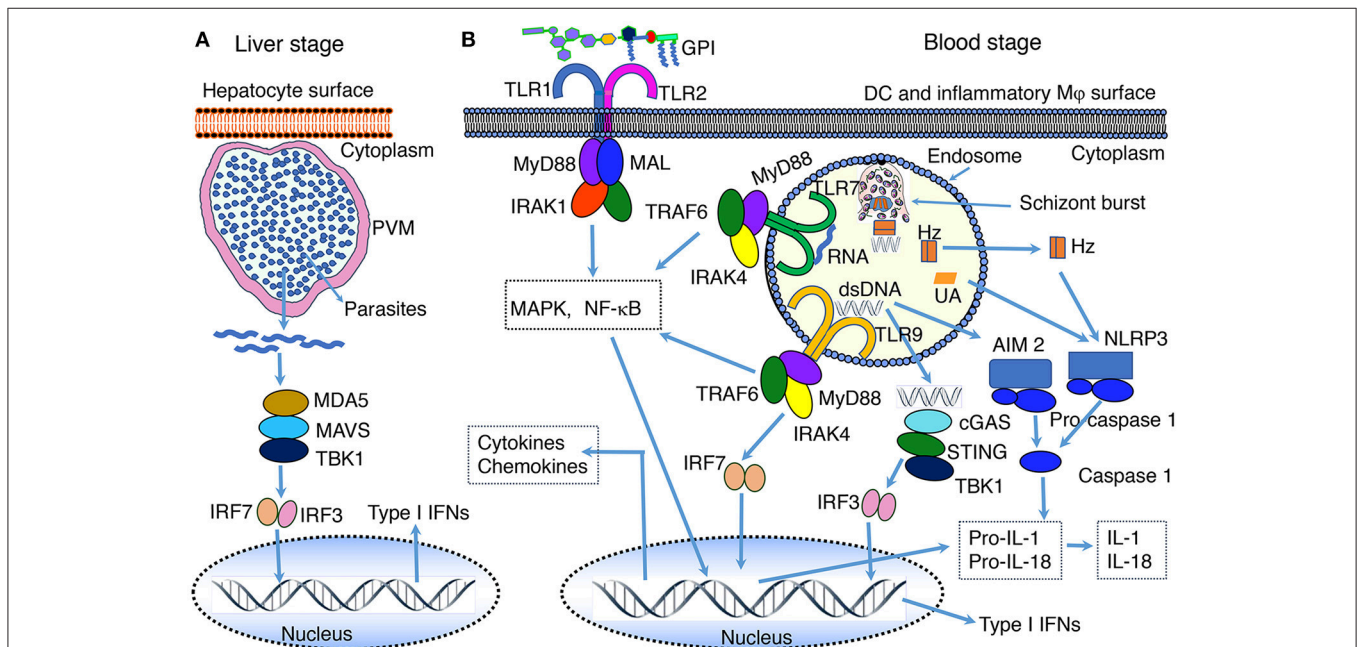 A
Liver stage
Hepatocyte surface
Cytoplasm
PVM
Parasites
MDA5
MAVS
TBK1
IRF7
IRF3
Type I IFNs
Nucleus
B
Blood stage
GPI
TLR1
TLR2
DC and inflammatory Mφ surface
Cytoplasm
MyD88
MAL
IRAK1
TRAF6
MyD88
IRAK4
Endosome
TLR7
Schizont burst
RNA
Hz
Hz
UA
dsDNA
TLR9
MAPK, NF-κB
TRAF6
MyD88
IRAK4
AIM 2
NLRP3
Pro-caspase 1
Caspase 1
cGAS
STING
TBK1
Cytokines
Chemokines
IRF7
IRF3
Pro-IL-1
Pro-IL-18
IL-1
IL-18
Type I IFNs
Nucleus